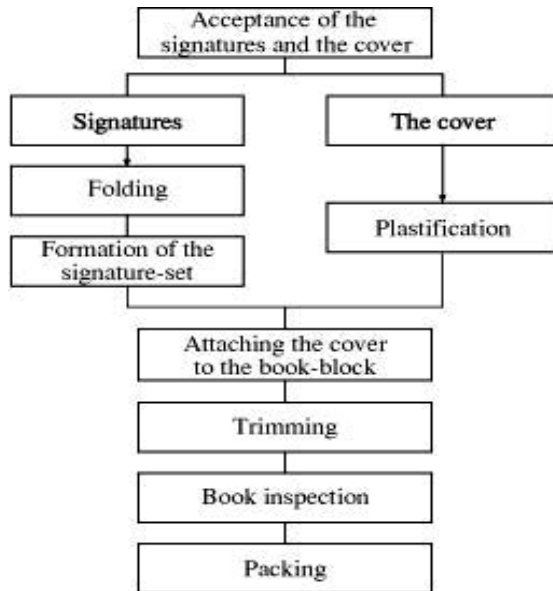 Acceptance of the
signatures and the cover
Signatures
The cover
Folding
Plastification
Formation of the
signature-set
Attaching the cover
to the book-block
Trimming
Book inspection
Packing